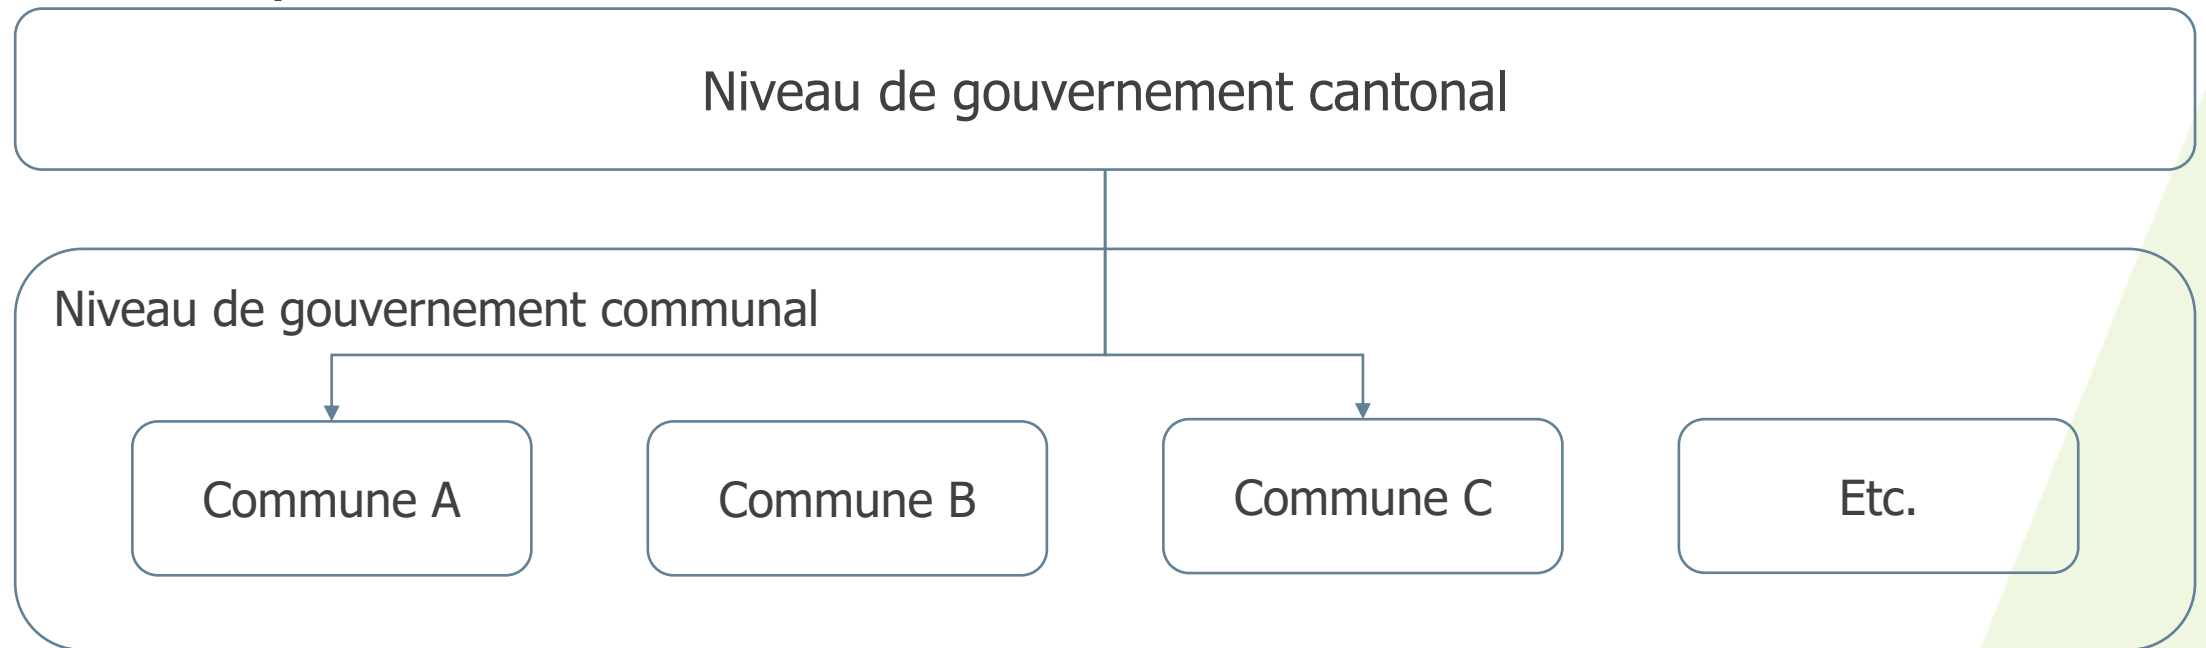 Niveau de gouvernement cantonal
Niveau de gouvernement communal
Commune A
Commune B
Commune C
Etc.